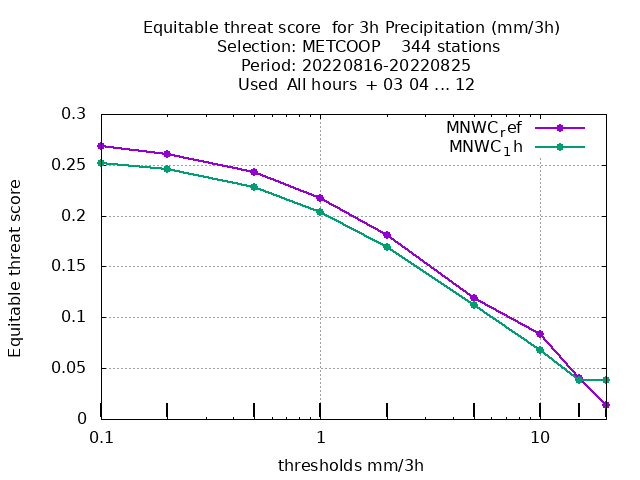 Equitable threat score  for 3h Precipitation (mm/3h)
Selection: METCOOP    344 stations
Period: 20220816-20220825
Used  All hours  + 03 04 ... 12
0.3
MNWC_ref
MNWC_1h
0.25
0.2
0.15
0.1
0.05
0
Equitable threat score
0.1 1 10
thresholds mm/3h